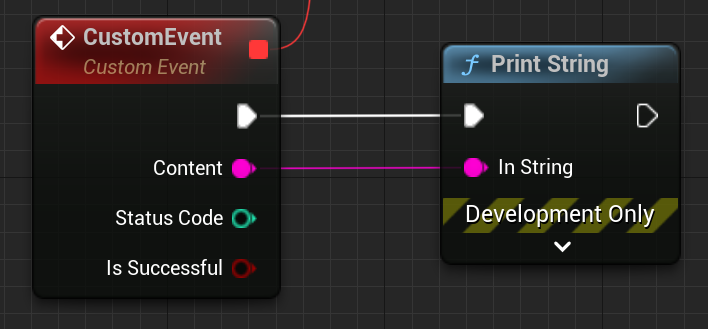 CustomEvent
Custom Event
Content
Status Code
Is Successful
f Print String
In String
Development Only